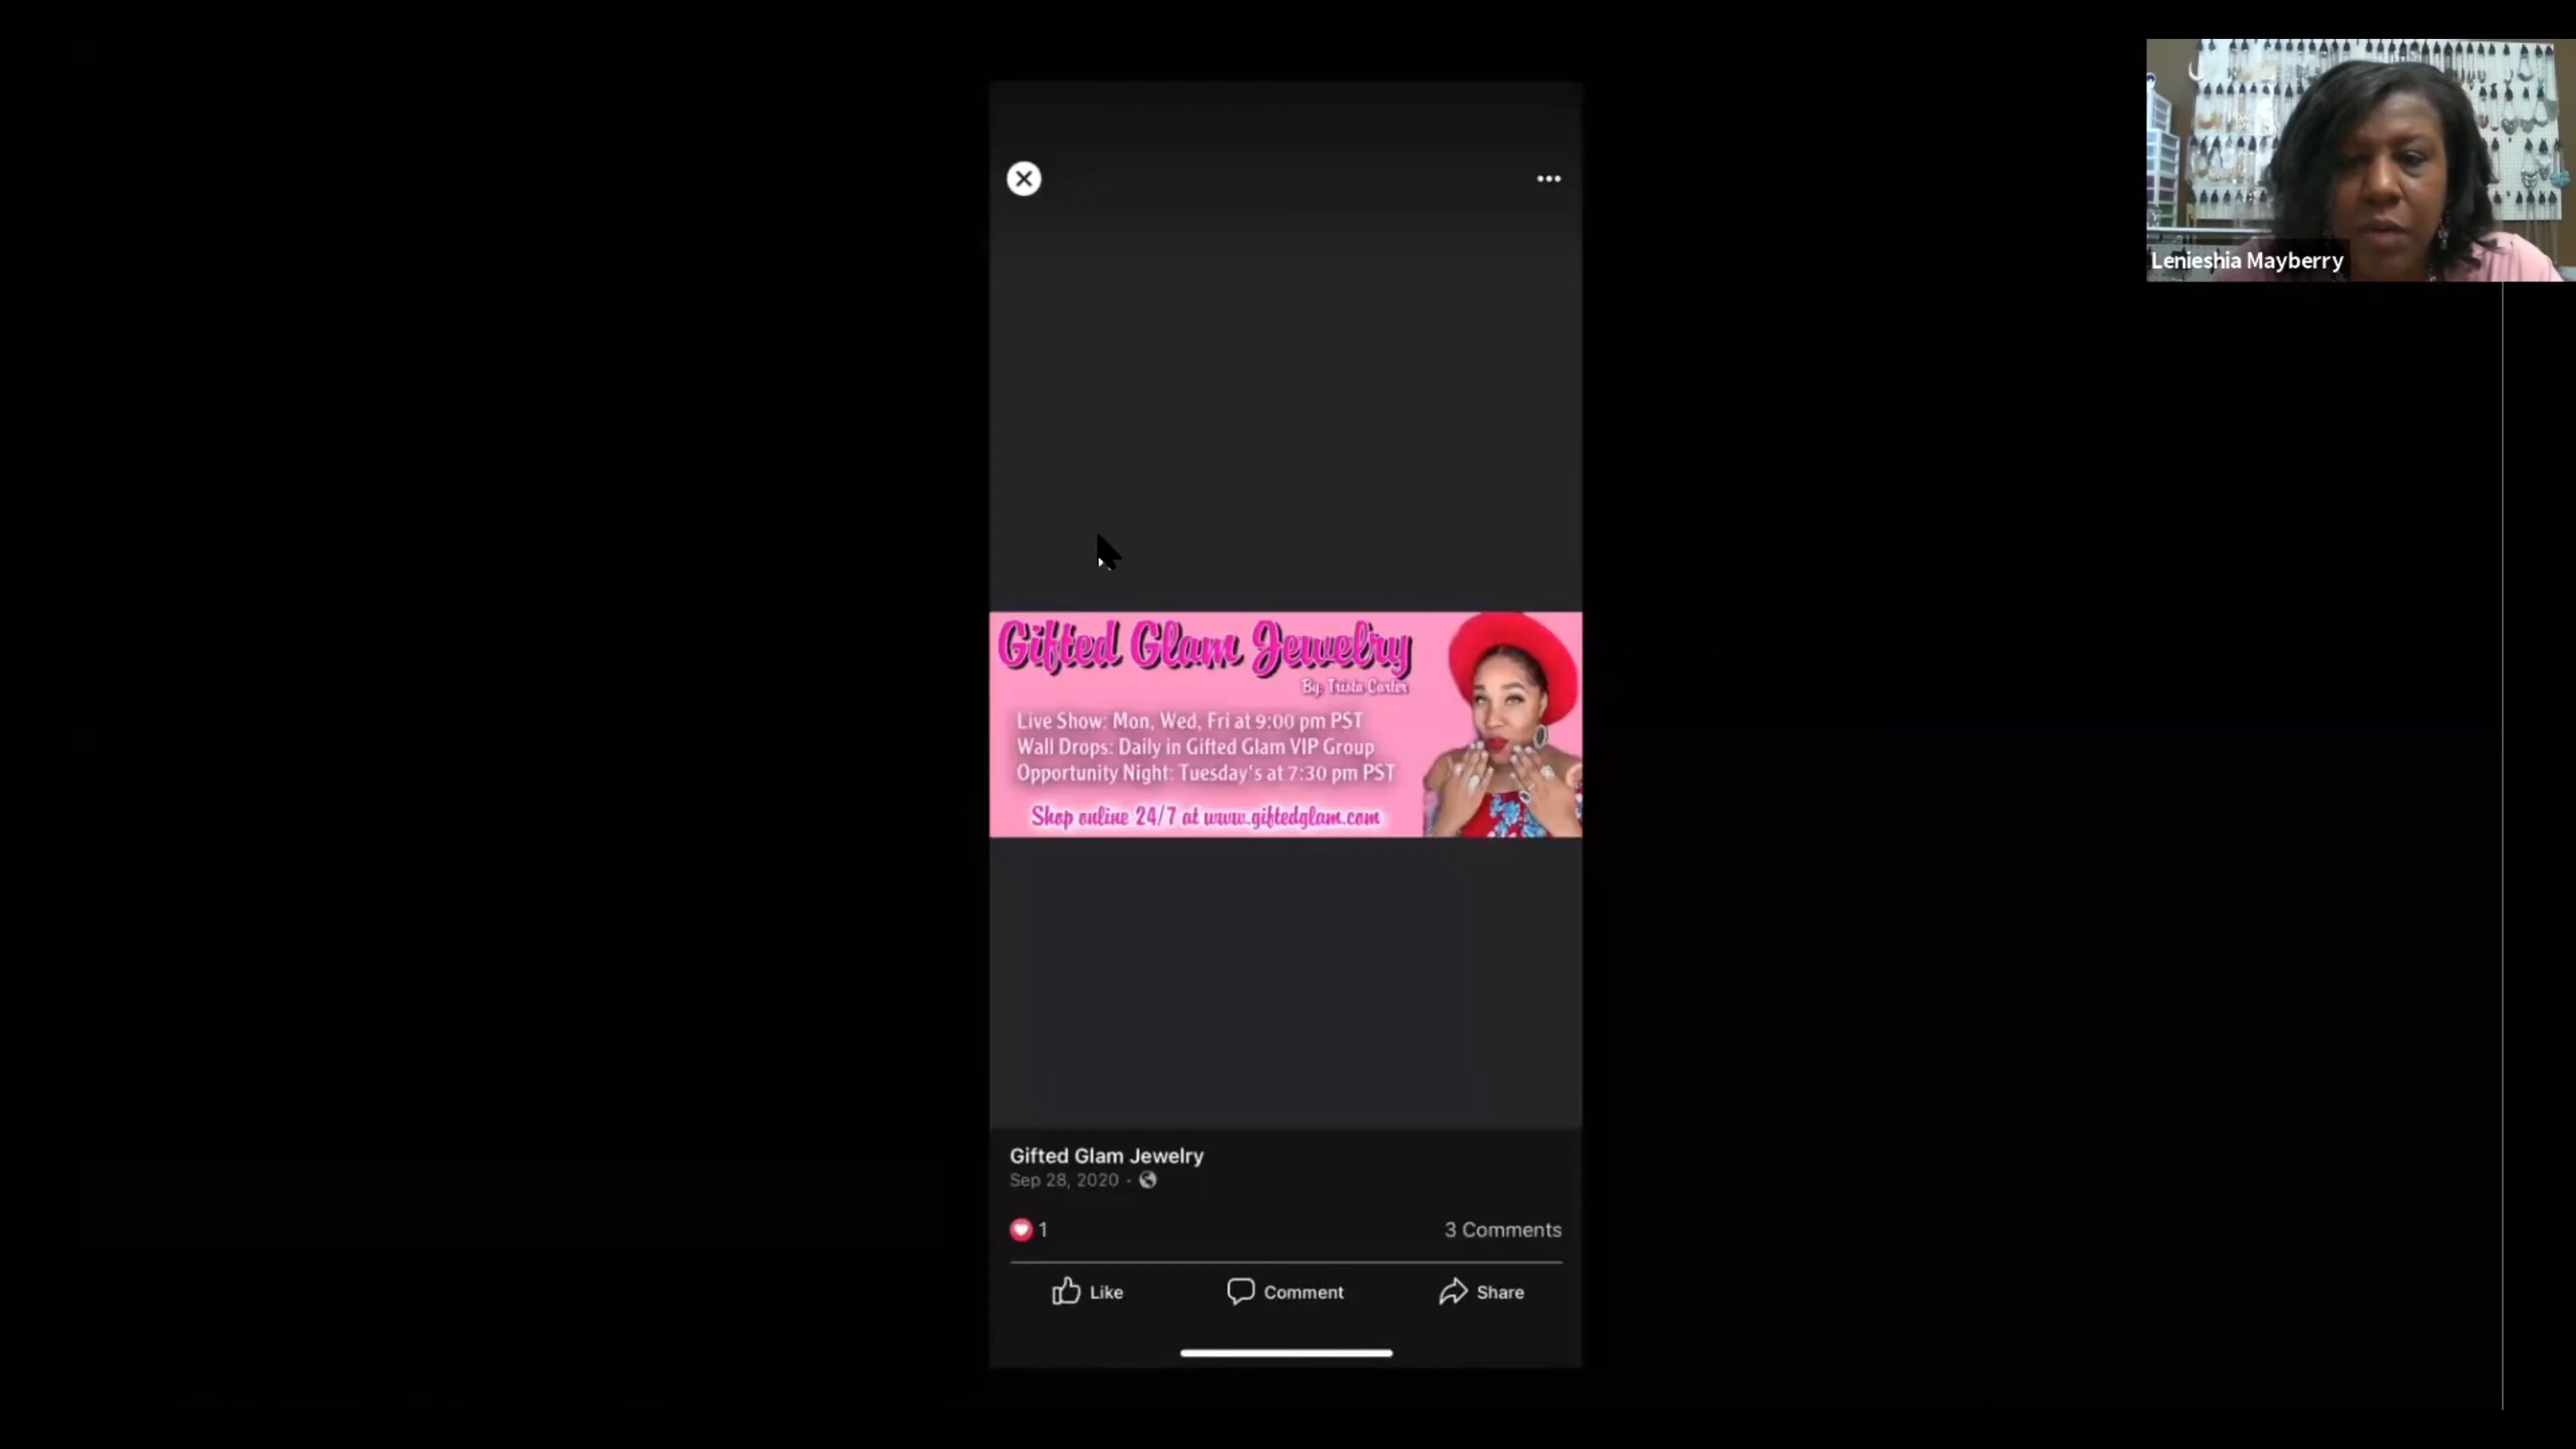 Lenieshia Mayberry
Gifted Glam Jewelry
By: Trista Carter
Live Show: Mon, Wed, Fri at 9:00 pm PST
Wall Drops: Daily in Gifted Glam VIP Group
Opportunity Night: Tuesday's at 7:30 pm PST
Shop online 24/7 at www.giftedglam.com
Gifted Glam Jewelry
Sep 28, 2020 ·
1 3 Comments
Like Comment Share